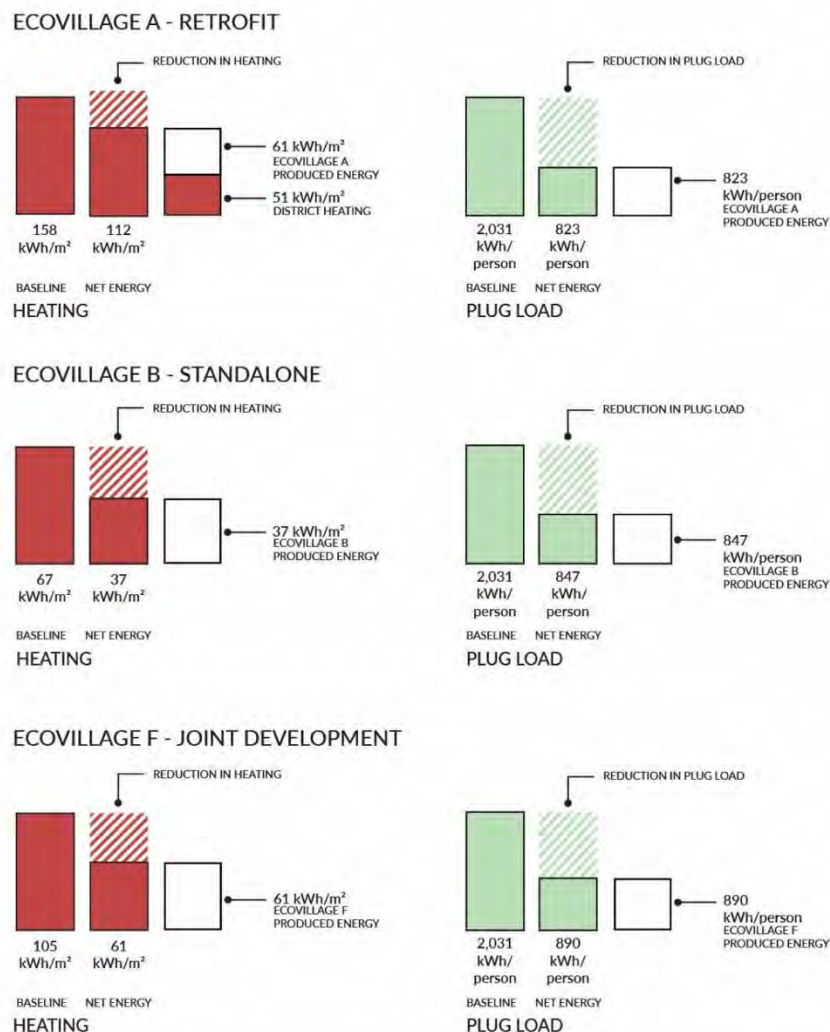 ECOVILLAGE A - RETROFIT
REDUCTION IN HEATING
61 kWh/m²
ECOVILLAGE A
PRODUCED ENERGY
51 kWh/m²
DISTRICT HEATING
158
kWh/m²
112
kWh/m²
BASELINE
NET ENERGY
HEATING
REDUCTION IN PLUG LOAD
823
kWh/person
ECOVILLAGE A
PRODUCED ENERGY
2,031
kWh/
person
823
kWh/
person
BASELINE
NET ENERGY
PLUG LOAD
ECOVILLAGE B - STANDALONE
REDUCTION IN HEATING
37 kWh/m²
ECOVILLAGE B
PRODUCED ENERGY
67
kWh/m²
37
kWh/m²
BASELINE
NET ENERGY
HEATING
REDUCTION IN PLUG LOAD
847
kWh/person
ECOVILLAGE B
PRODUCED ENERGY
2,031
kWh/
person
847
kWh/
person
BASELINE
NET ENERGY
PLUG LOAD
ECOVILLAGE F - JOINT DEVELOPMENT
REDUCTION IN HEATING
61 kWh/m²
ECOVILLAGE F
PRODUCED ENERGY
105
kWh/m²
61
kWh/m²
BASELINE
NET ENERGY
HEATING
REDUCTION IN PLUG LOAD
890
kWh/person
ECOVILLAGE F
PRODUCED ENERGY
2,031
kWh/
person
890
kWh/
person
BASELINE
NET ENERGY
PLUG LOAD